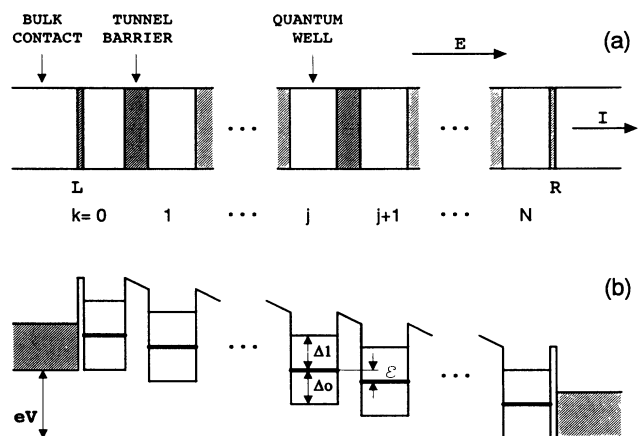 BULK CONTACT
TUNNEL BARRIER
QUANTUM WELL
E
(a)
I
L
R
k= 0 1 ··· j j+1 ··· N
(b)
Δ1
Δo
ℰ
eV